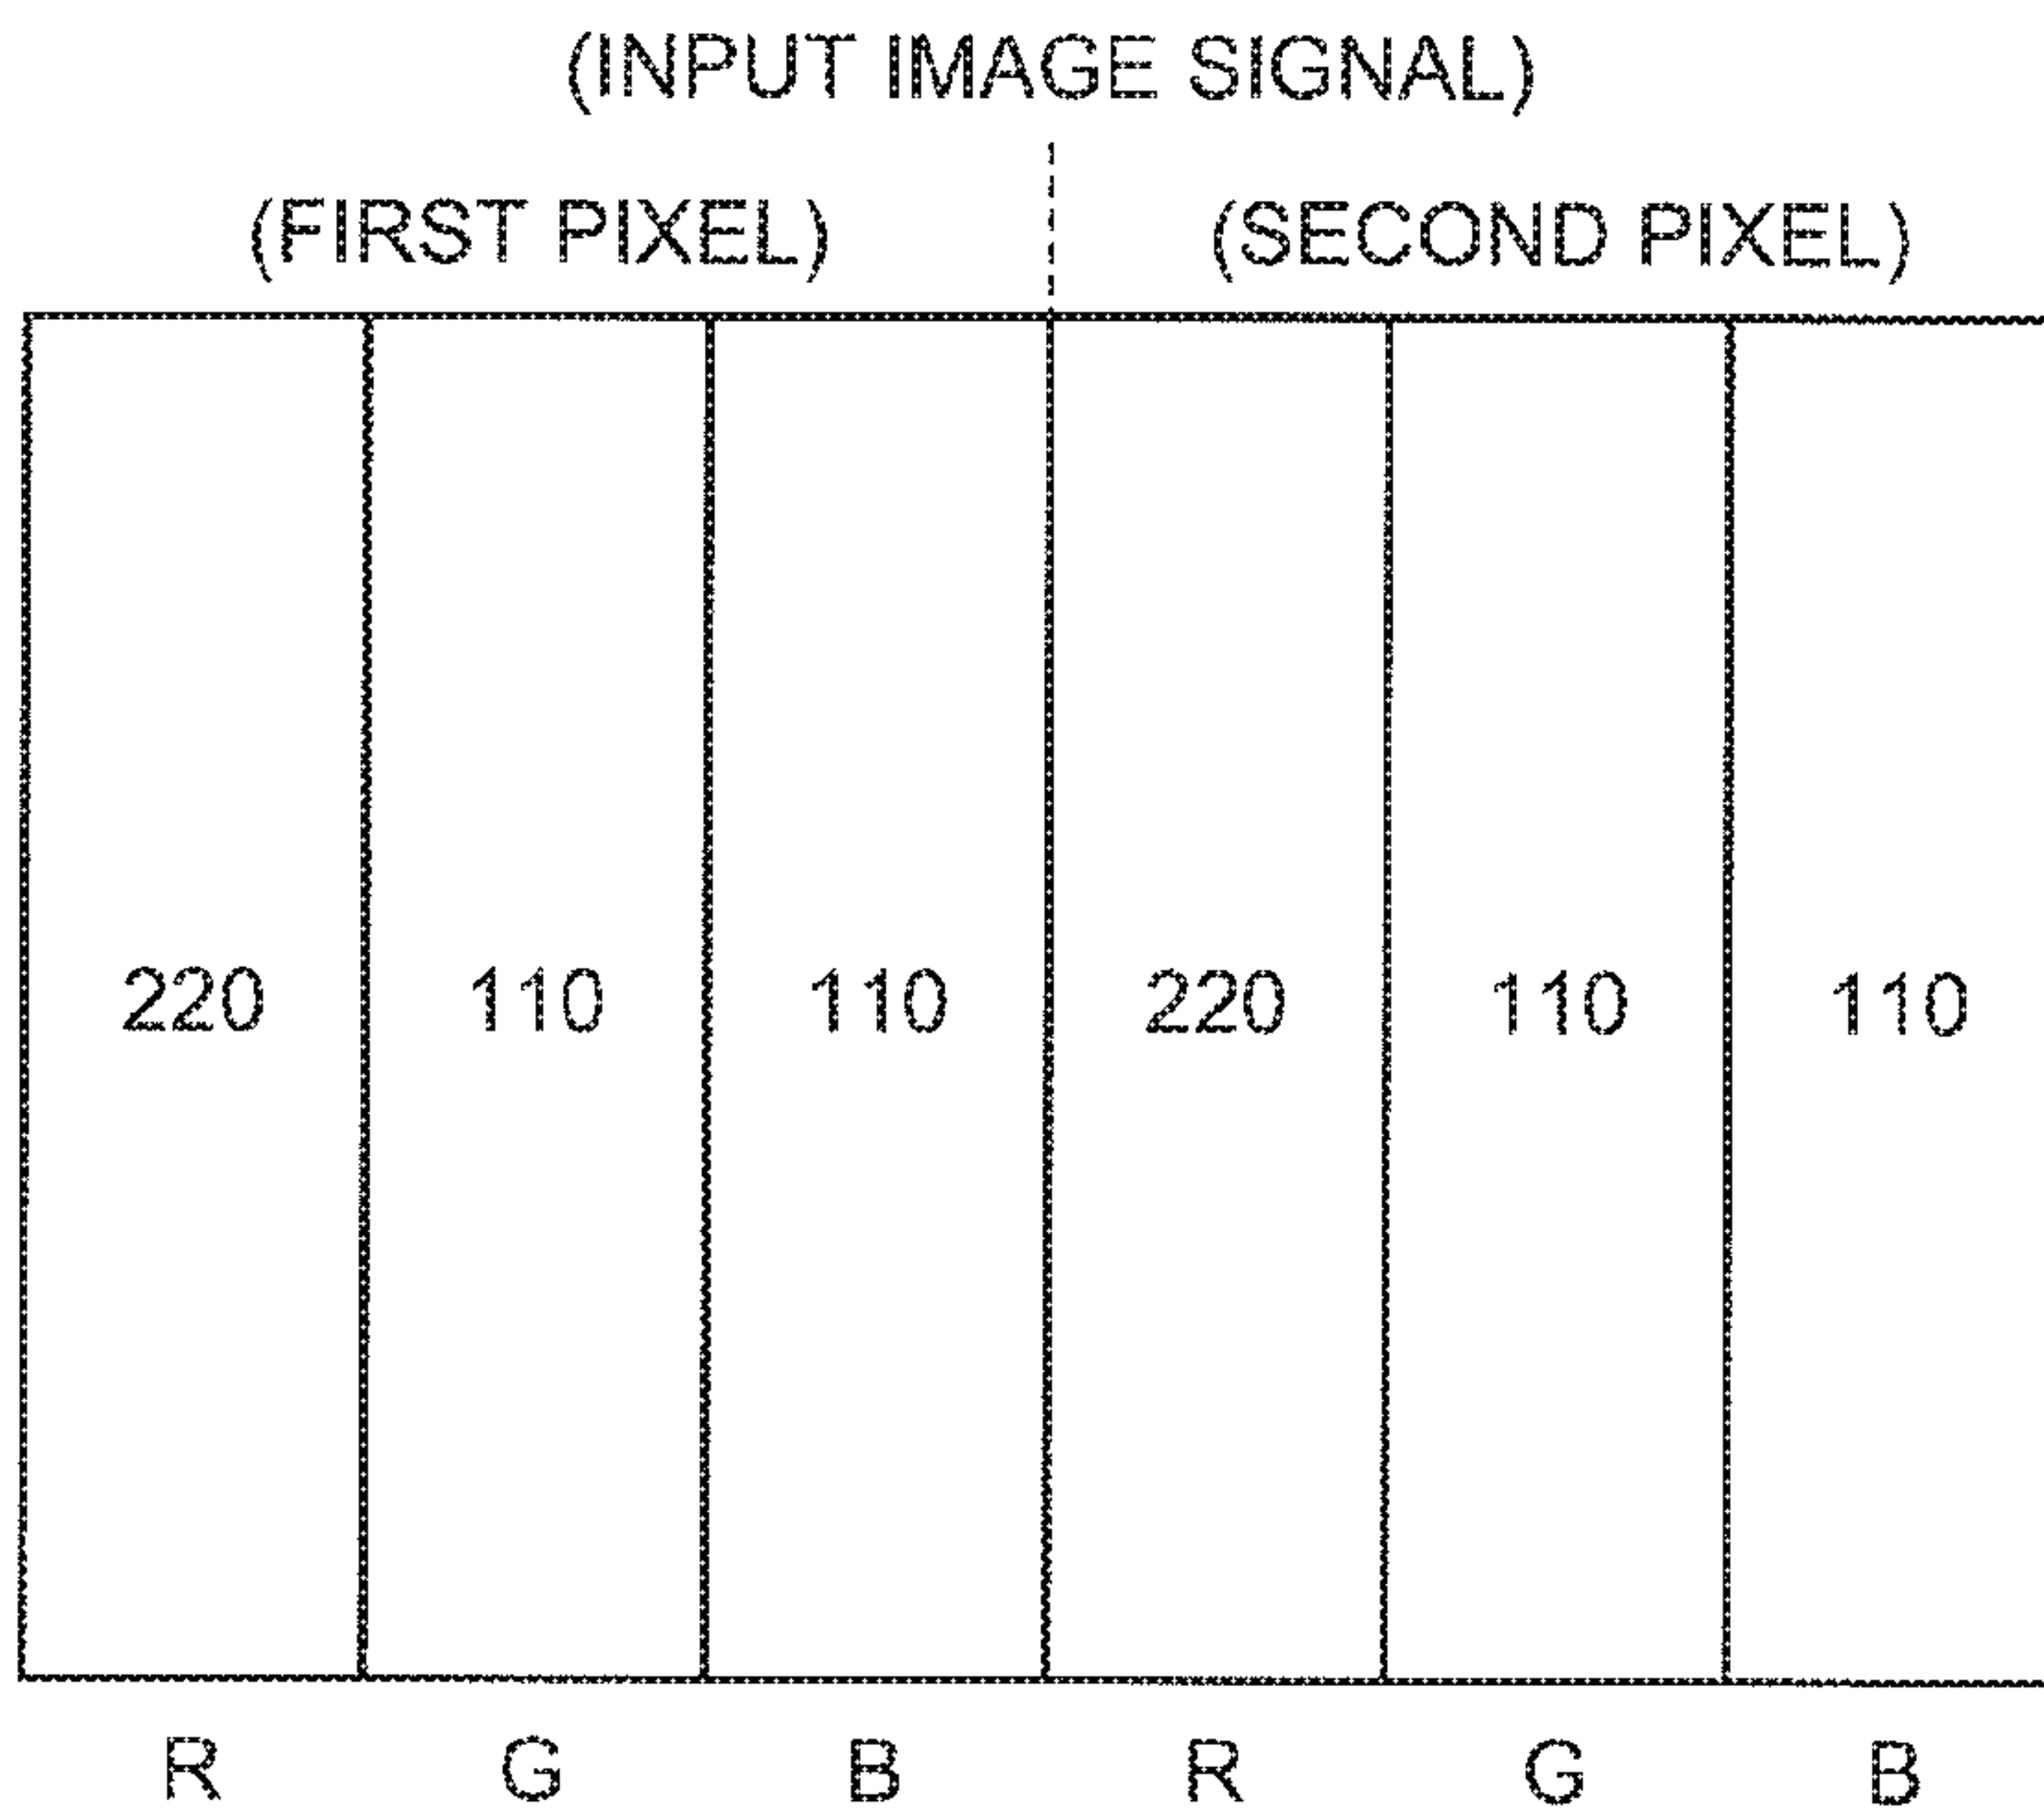 (INPUT IMAGE SIGNAL)
(FIRST PIXEL) (SECOND PIXEL)
220 110 110 220 110 110
R G B R G B